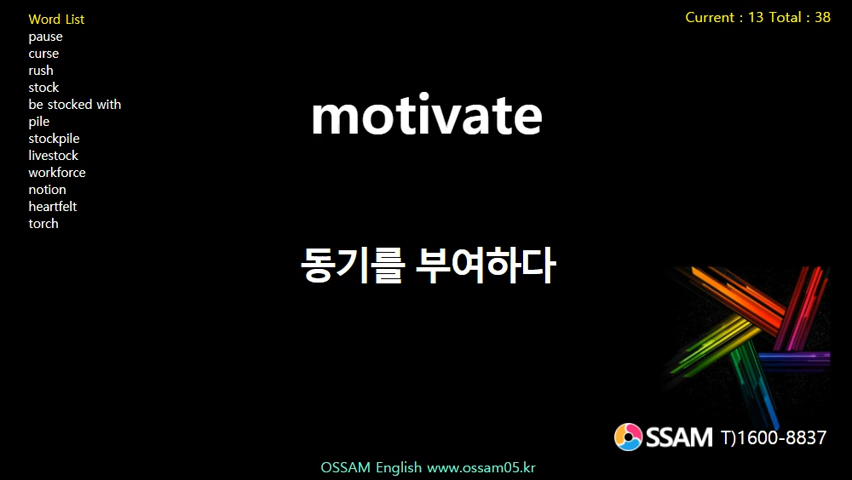 Word List
pause
curse
rush
stock
be stocked with
pile
stockpile
livestock
workforce
notion
heartfelt
torch
Current : 13 Total : 38
motivate
동기를 부여하다
OSSAM T)1600-8837
OSSAM English www.ossam05.kr